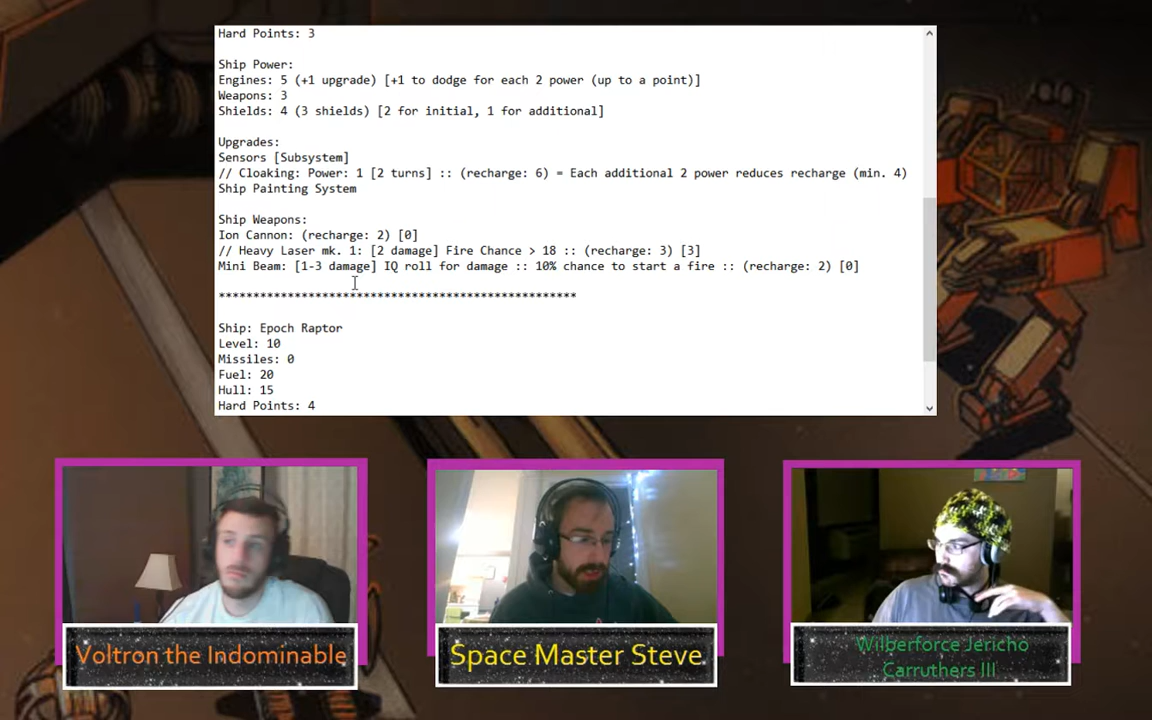 Hard Points: 3
Ship Power:
Engines: 5 (+1 upgrade) [+1 to dodge for each 2 power (up to a point)]
Weapons: 3
Shields: 4 (3 shields) [2 for initial, 1 for additional]
Upgrades:
Sensors [Subsystem]
// Cloaking: Power: 1 [2 turns] :: (recharge: 6) = Each additional 2 power reduces recharge (min. 4)
Ship Painting System
Ship Weapons:
Ion Cannon: (recharge: 2) [0]
// Heavy Laser mk. 1: [2 damage] Fire Chance > 18 :: (recharge: 3) [3]
Mini Beam: [1-3 damage] IQ roll for damage :: 10% chance to start a fire :: (recharge: 2) [0]
****************************************************
Ship: Epoch Raptor
Level: 10
Missiles: 0
Fuel: 20
Hull: 15
Hard Points: 4
Voltron the Indominable
Space Master Steve
Wilberforce Jericho
Carruthers III